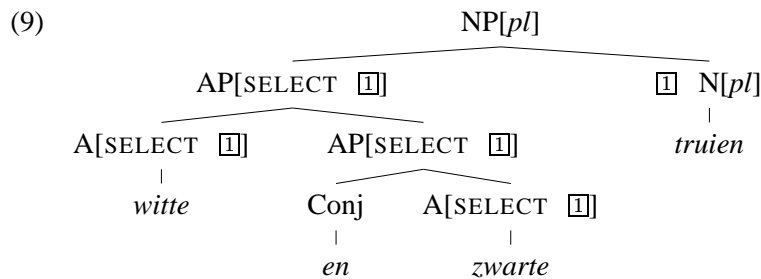 (9) NP[pl]
AP[SELECT 1] 1 N[pl]
A[SELECT 1] AP[SELECT 1] truien
witte Conj A[SELECT 1]
en zwarte